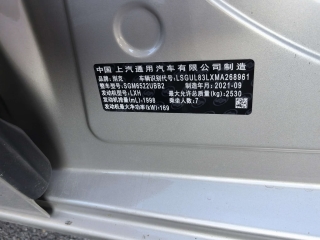 中国上汽通用汽车有限公司制造
品牌:别克 车辆识别代号:LSGUL83LXMA268961
整车型号:SGM6522UBB2 制造年月:2021-09
发动机型号:LXH 最大允许总质量(kg):2530
发动机排量(mL):1998 乘坐人数:7
发动机最大净功率(kW):169